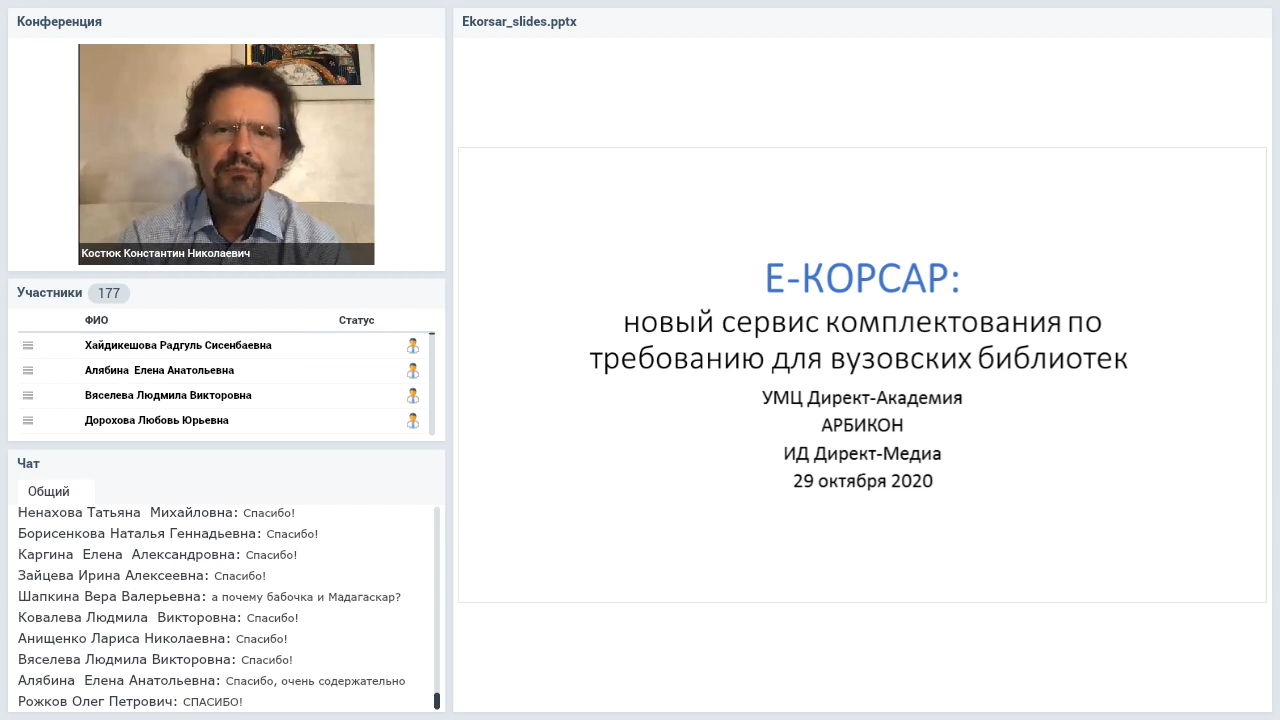 Конференция
Костюк Константин Николаевич
Участники 177
ФИО Статус
Хайдикешова Радгуль Сисенбаевна
Алябина Елена Анатольевна
Вяселева Людмила Викторовна
Дорохова Любовь Юрьевна
Чат
Общий
Ненахова Татьяна Михайловна: Спасибо!
Борисенкова Наталья Геннадьевна: Спасибо!
Каргина Елена Александровна: Спасибо!
Зайцева Ирина Алексеевна: Спасибо!
Шапкина Вера Валерьевна: а почему бабочка и Мадагаскар?
Ковалева Людмила Викторовна: Спасибо!
Анищенко Лариса Николаевна: Спасибо!
Вяселева Людмила Викторовна: Спасибо!
Алябина Елена Анатольевна: Спасибо, очень содержательно
Рожков Олег Петрович: СПАСИБО!
Ekorsar_slides.pptx
Е-КОРСАР:
новый сервис комплектования по
требованию для вузовских библиотек
УМЦ Директ-Академия
АРБИКОН
ИД Директ-Медиа
29 октября 2020